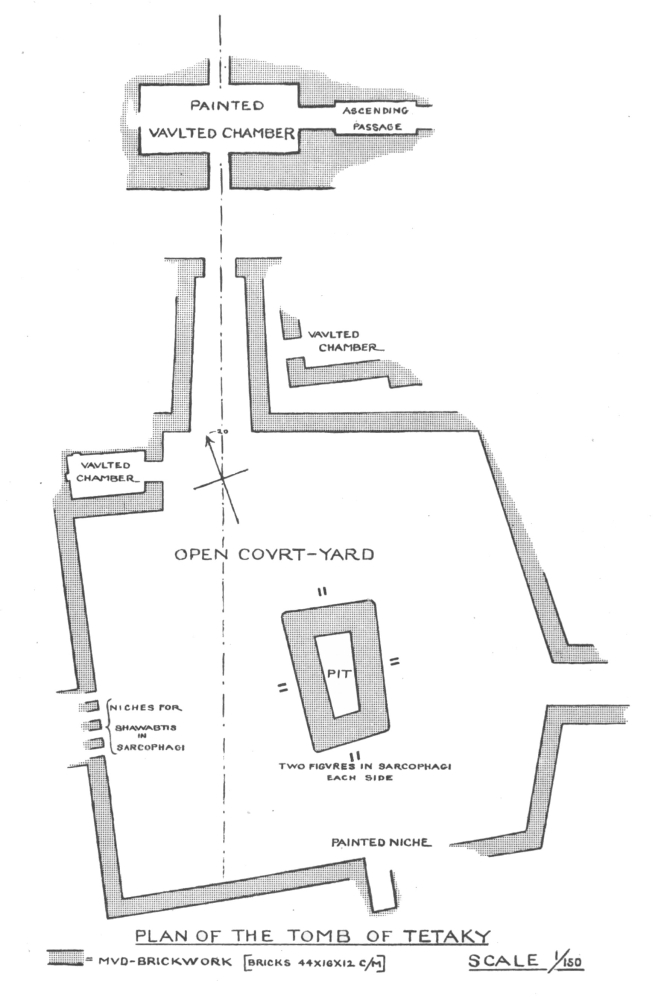 PAINTED
VAVLTED CHAMBER
ASCENDING
PASSAGE
VAVLTED
CHAMBER
VAVLTED
CHAMBER
OPEN COVRT-YARD
PIT
NICHES FOR
SHAWABTIS
IN
SARCOPHAGI
TWO FIGVRES IN SARCOPHAGI
EACH SIDE
PAINTED NICHE
PLAN OF THE TOMB OF TETAKY
= MVD-BRICKWORK [BRICKS 44X16X12 C/M]
SCALE 1/150